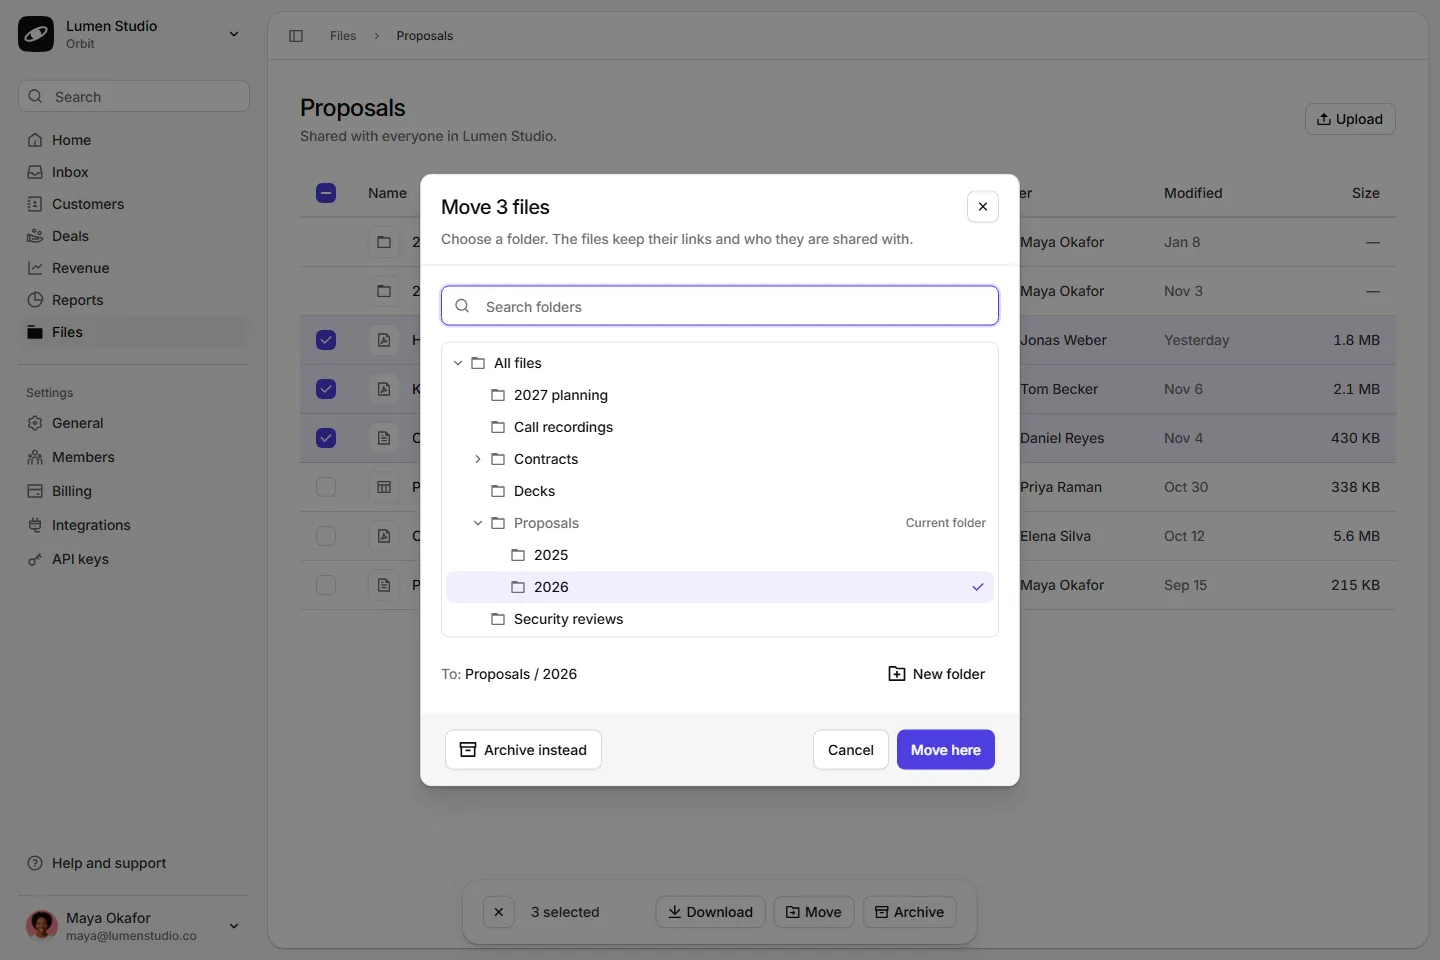 Lumen Studio
Orbit
Search
Home
Inbox
Customers
Deals
Revenue
Reports
Files
Settings
General
Members
Billing
Integrations
API keys
Help and support
Maya Okafor
maya@lumenstudio.co
Files
Proposals
Proposals
Shared with everyone in Lumen Studio.
Upload
Name Modified Size
Maya Okafor Jan 8 —
Maya Okafor Nov 3 —
Jonas Weber Yesterday 1.8 MB
Tom Becker Nov 6 2.1 MB
Daniel Reyes Nov 4 430 KB
Priya Raman Oct 30 338 KB
Elena Silva Oct 12 5.6 MB
Maya Okafor Sep 15 215 KB
Move 3 files
Choose a folder. The files keep their links and who they are shared with.
Search folders
All files
2027 planning
Call recordings
Contracts
Decks
Proposals Current folder
2025
2026
Security reviews
To: Proposals / 2026
New folder
Archive instead
Cancel
Move here
3 selected
Download
Move
Archive